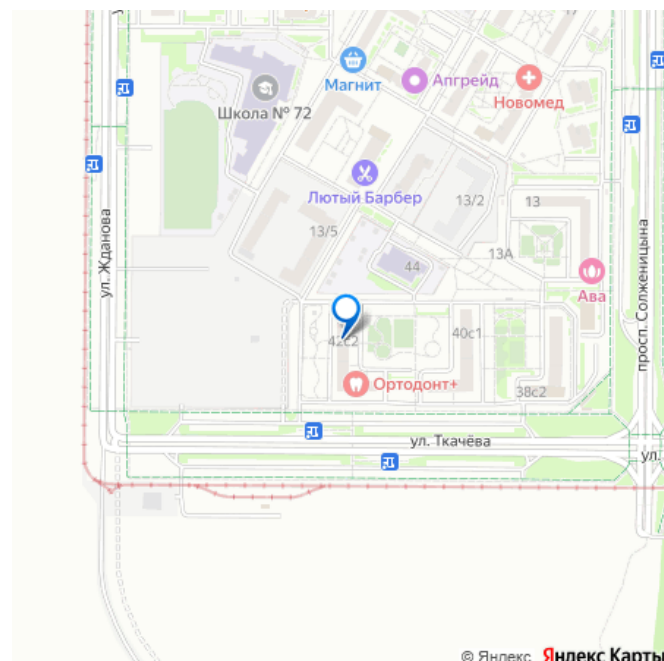 Магнит
Апгрейд
Новомед
Школа № 72
Лютый Барбер
13/2
13
13/5
13А
44
Ава
ул. Жданова
просп. Солженицына
42с2
40с1
Ортодонт+
38с2
ул. Ткачёва
ул.
© Яндекс Яндекс Карты